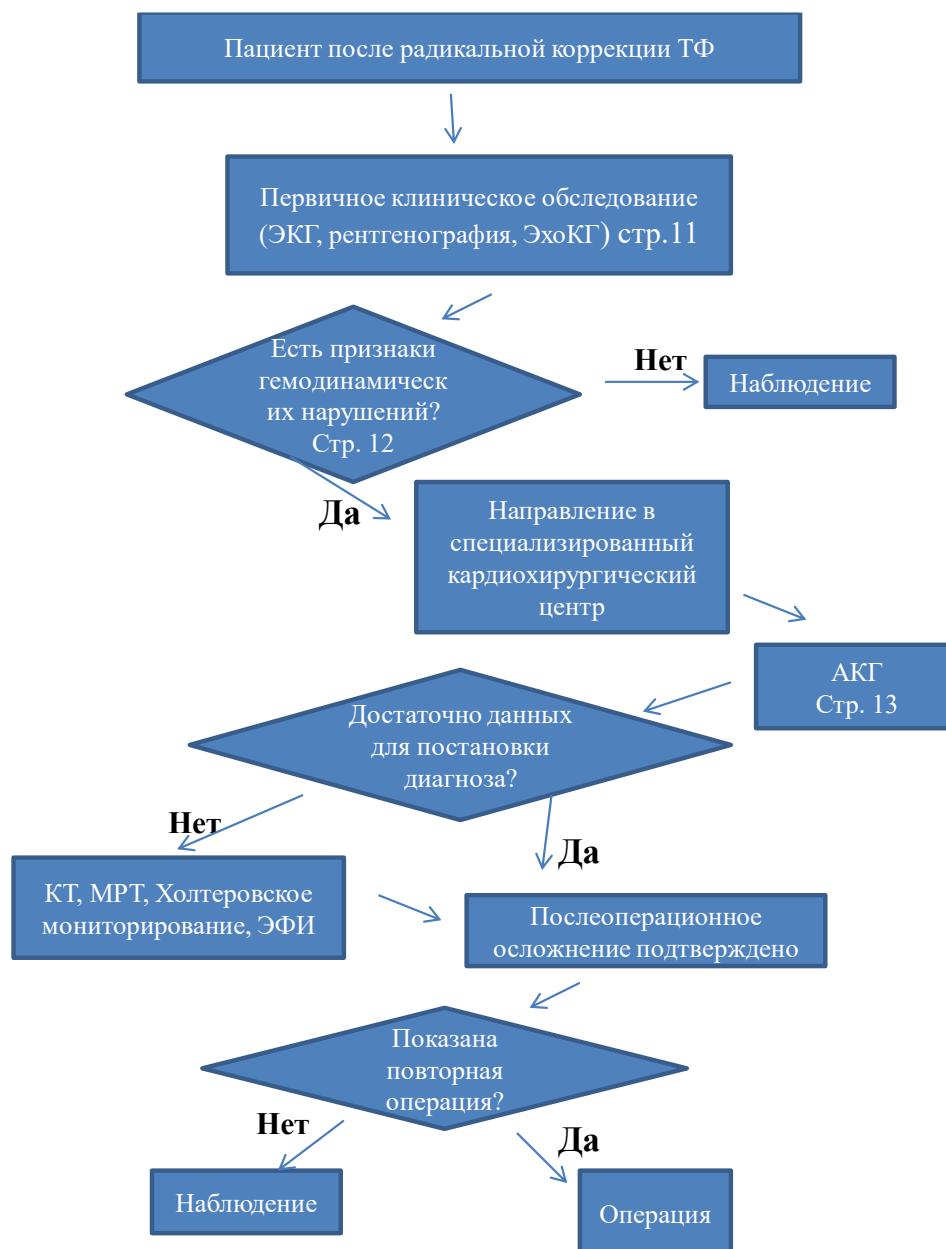 Пациент после радикальной коррекции ТФ
Первичное клиническое обследование
(ЭКГ, рентгенография, ЭхоКГ) стр.11
Есть признаки
гемодинамическ
их нарушений?
Стр. 12
Нет
Наблюдение
Да
Направление в
специализированный
кардиохирургический
центр
АКГ
Стр. 13
Достаточно данных
для постановки
диагноза?
Нет
Да
КТ, МРТ, Холтеровское
мониторирование, ЭФИ
Послеоперационное
осложнение подтверждено
Показана
повторная
операция?
Нет
Да
Наблюдение
Операция